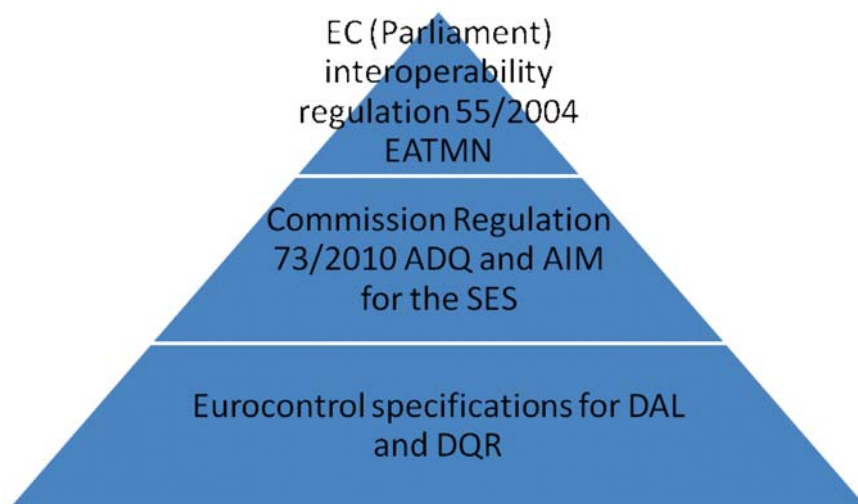 EC (Parliament)
interoperability
regulation 55/2004
EATMN
Commission Regulation
73/2010 ADQ and AIM
for the SES
Eurocontrol specifications for DAL
and DQR